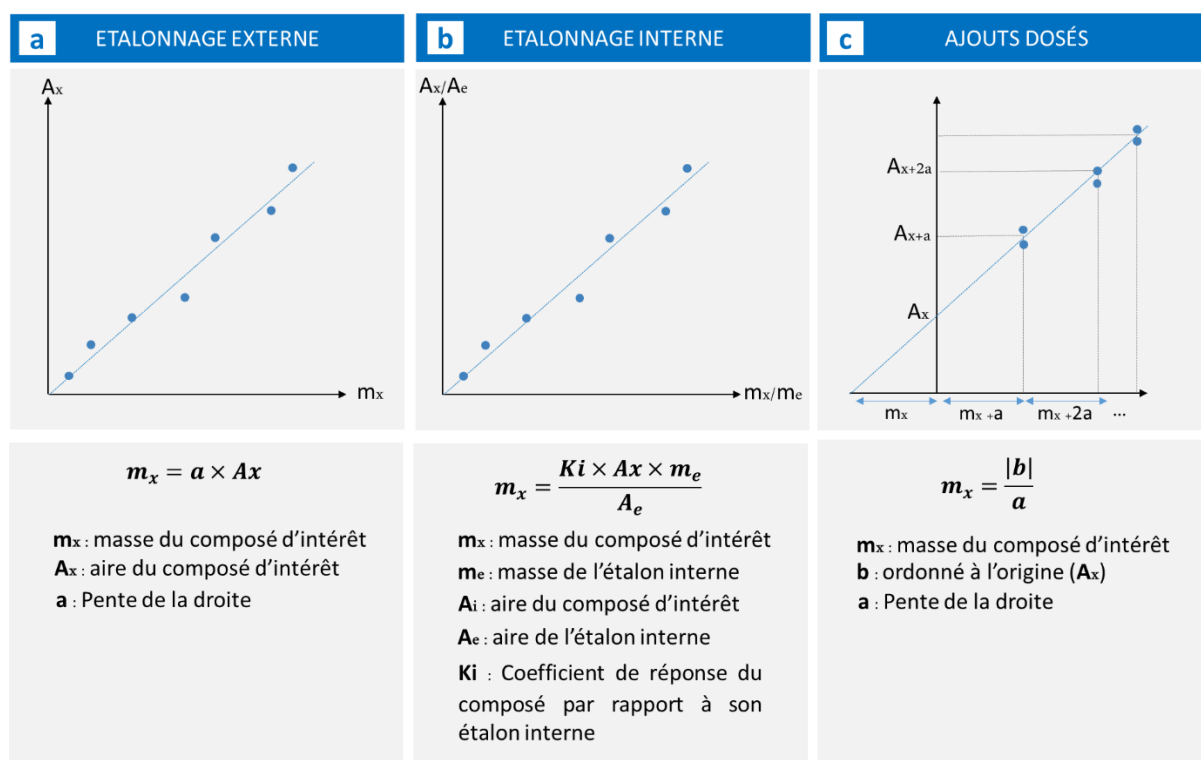 a ETALONNAGE EXTERNE
Ax
mx
mx = a × Ax
mx : masse du composé d’intérêt
Ax : aire du composé d’intérêt
a : Pente de la droite
b ETALONNAGE INTERNE
Ax/Ae
mx/me
mx = Ki × Ax × me / Ae
mx : masse du composé d’intérêt
me : masse de l’étalon interne
Ai : aire du composé d’intérêt
Ae : aire de l’étalon interne
Ki : Coefficient de réponse du
composé par rapport à son
étalon interne
c AJOUTS DOSÉS
Ax+2a
Ax+a
Ax
mx mx +a mx +2a ...
mx = |b| / a
mx : masse du composé d’intérêt
b : ordonné à l’origine (Ax)
a : Pente de la droite